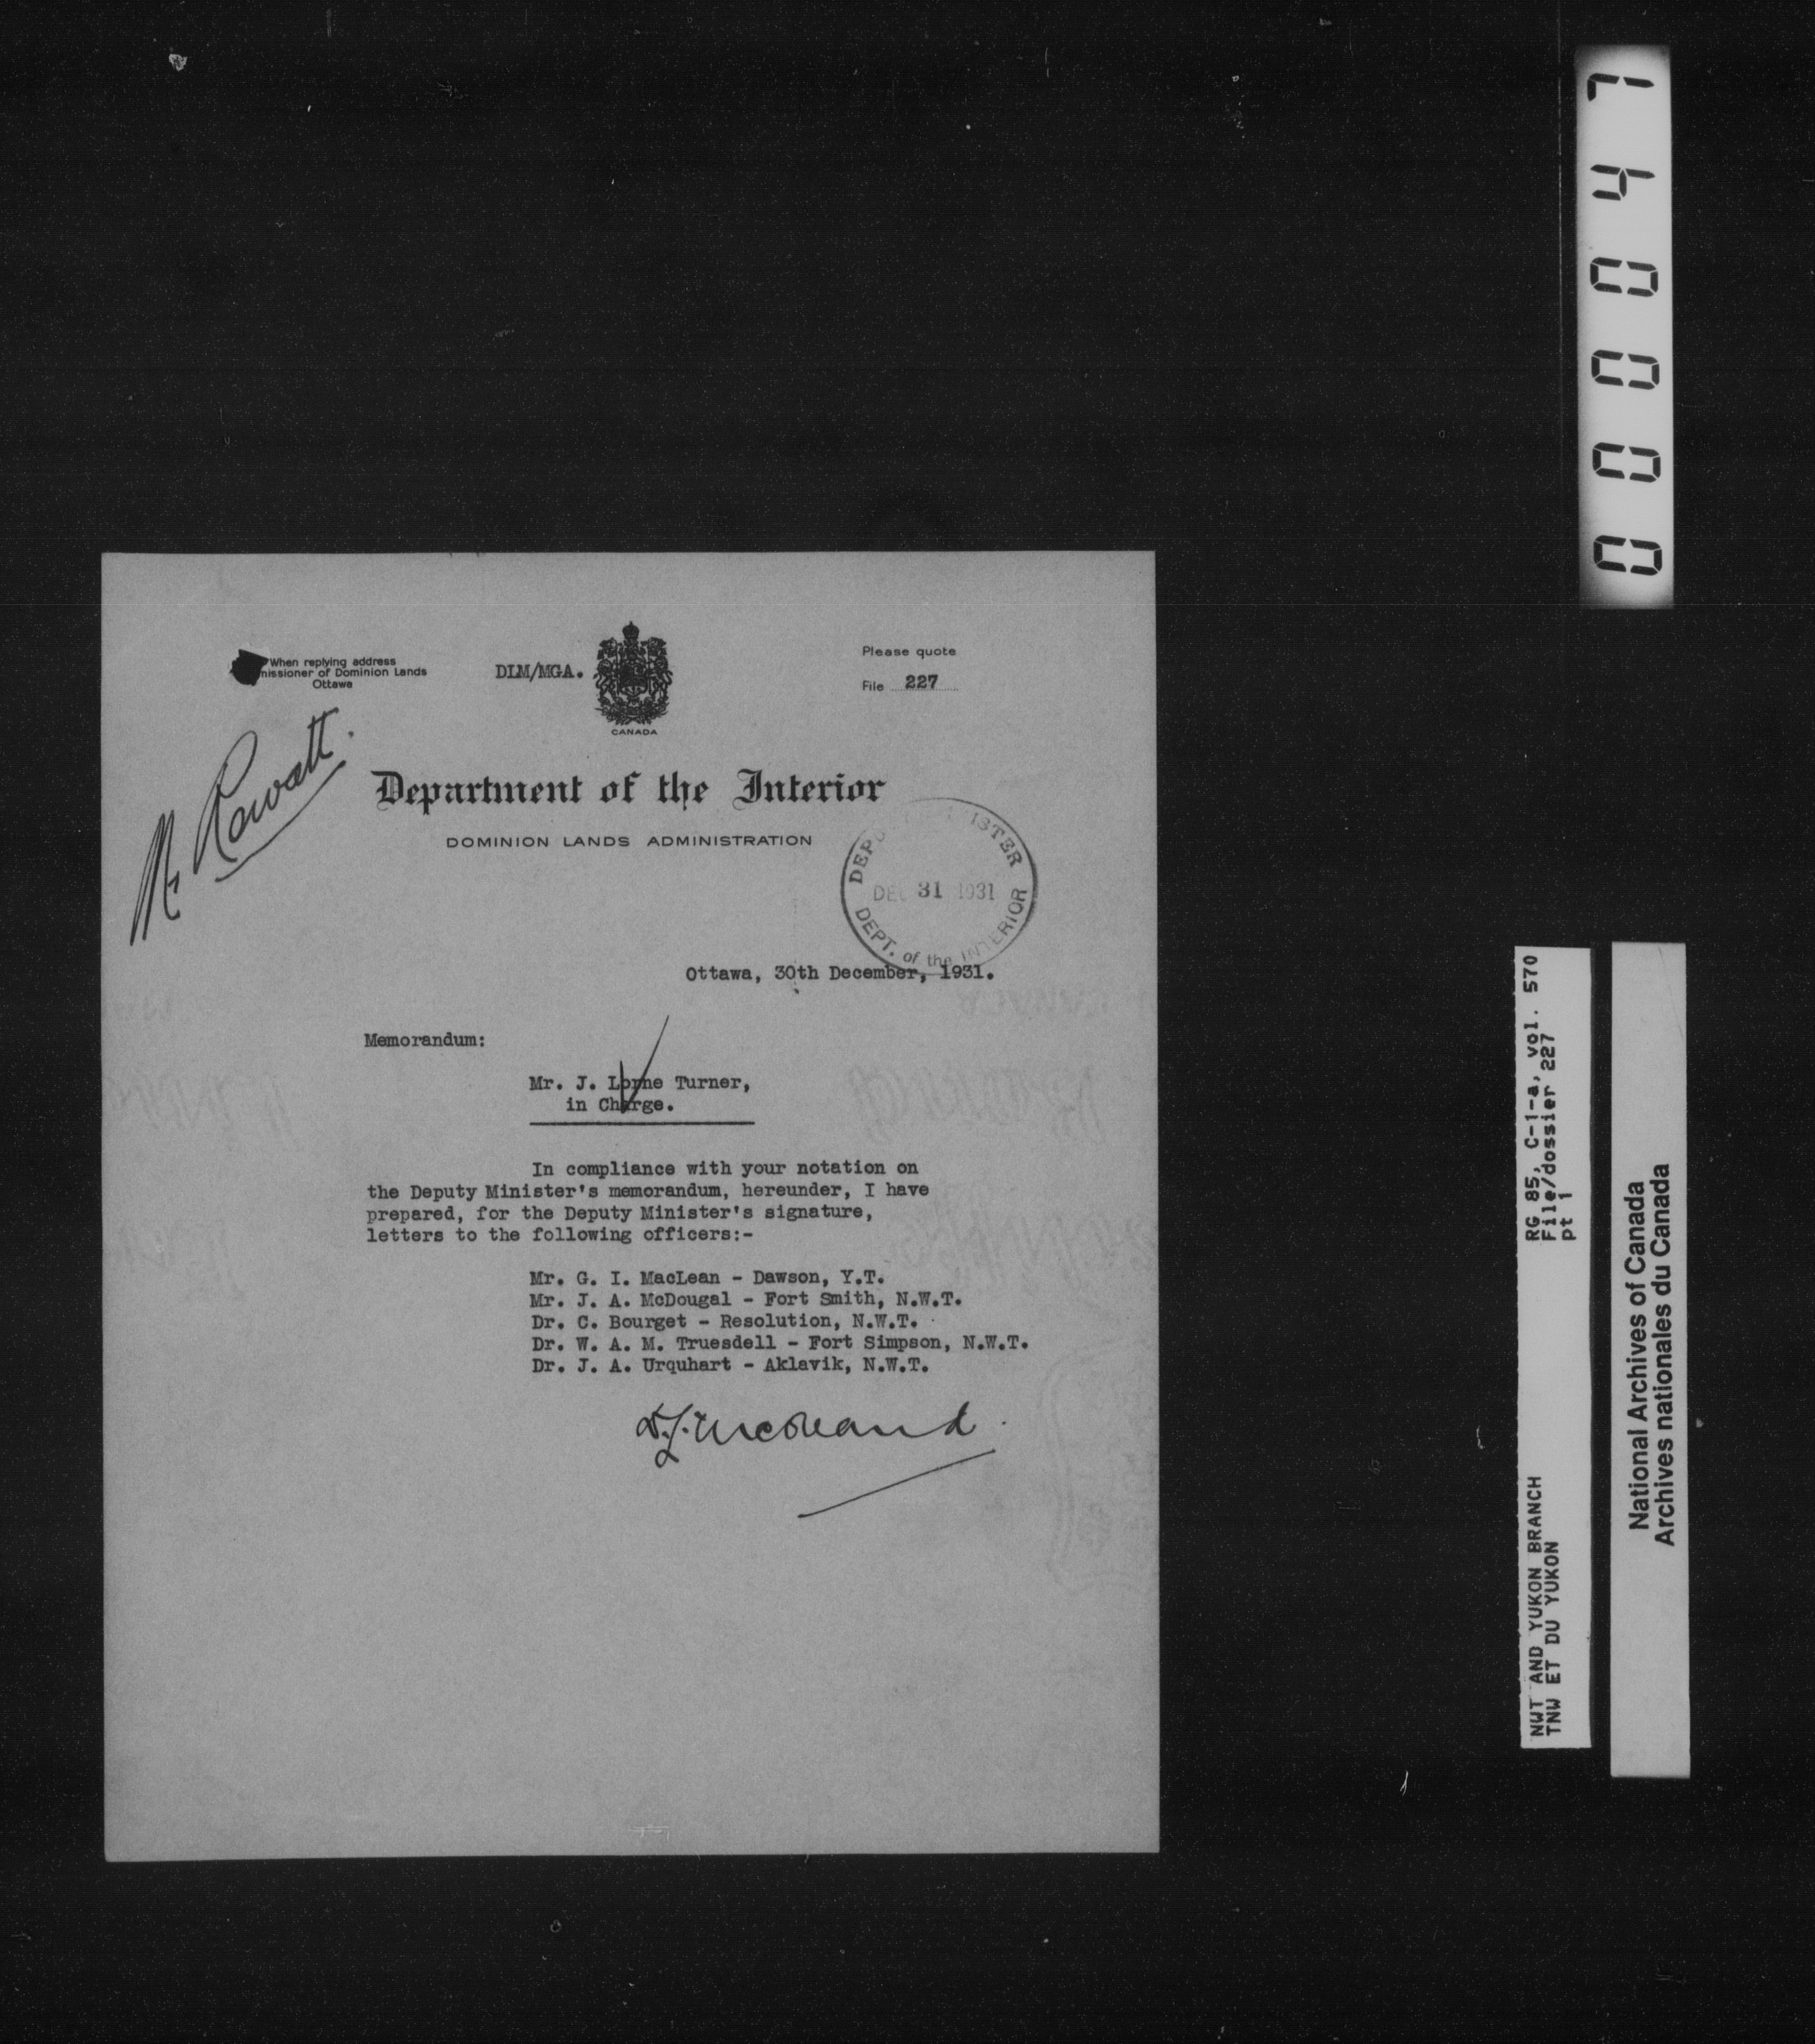 When replying address
missioner of Dominion Lands
Ottawa
DLM/MGA.
CANADA
Please quote
File 227
Mr Rowatt.
Department of the Interior
DOMINION LANDS ADMINISTRATION
DEPU ISTER
DEC 31 1931
DEPT. of the INTERIOR
Ottawa, 30th December, 1931.
Memorandum:
Mr. J. Lorne Turner,
in Charge.
In compliance with your notation on
the Deputy Minister's memorandum, hereunder, I have
prepared, for the Deputy Minister's signature,
letters to the following officers:-
Mr. G. I. MacLean - Dawson, Y.T.
Mr. J. A. McDougal - Fort Smith, N.W.T.
Dr. C. Bourget - Resolution, N.W.T.
Dr. W. A. M. Truesdell - Fort Simpson, N.W.T.
Dr. J. A. Urquhart - Aklavik, N.W.T.
000047
NWT AND YUKON BRANCH
TNW ET DU YUKON
RG 85, C-1-a, vol. 570
File/dossier 227
pt 1
National Archives of Canada
Archives nationales du Canada